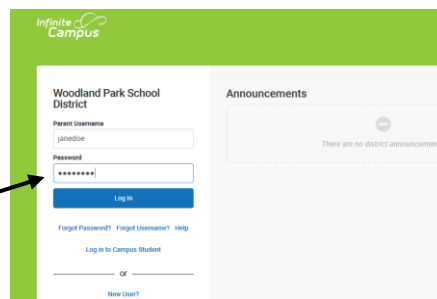 Infinite
Campus
Woodland Park School
District
Parent Username
janedoe
Password
••••••••
Log In
Forgot Password? Forgot Username? Help
Log in to Campus Student
or
New User?
Announcements
There are no district announcemen